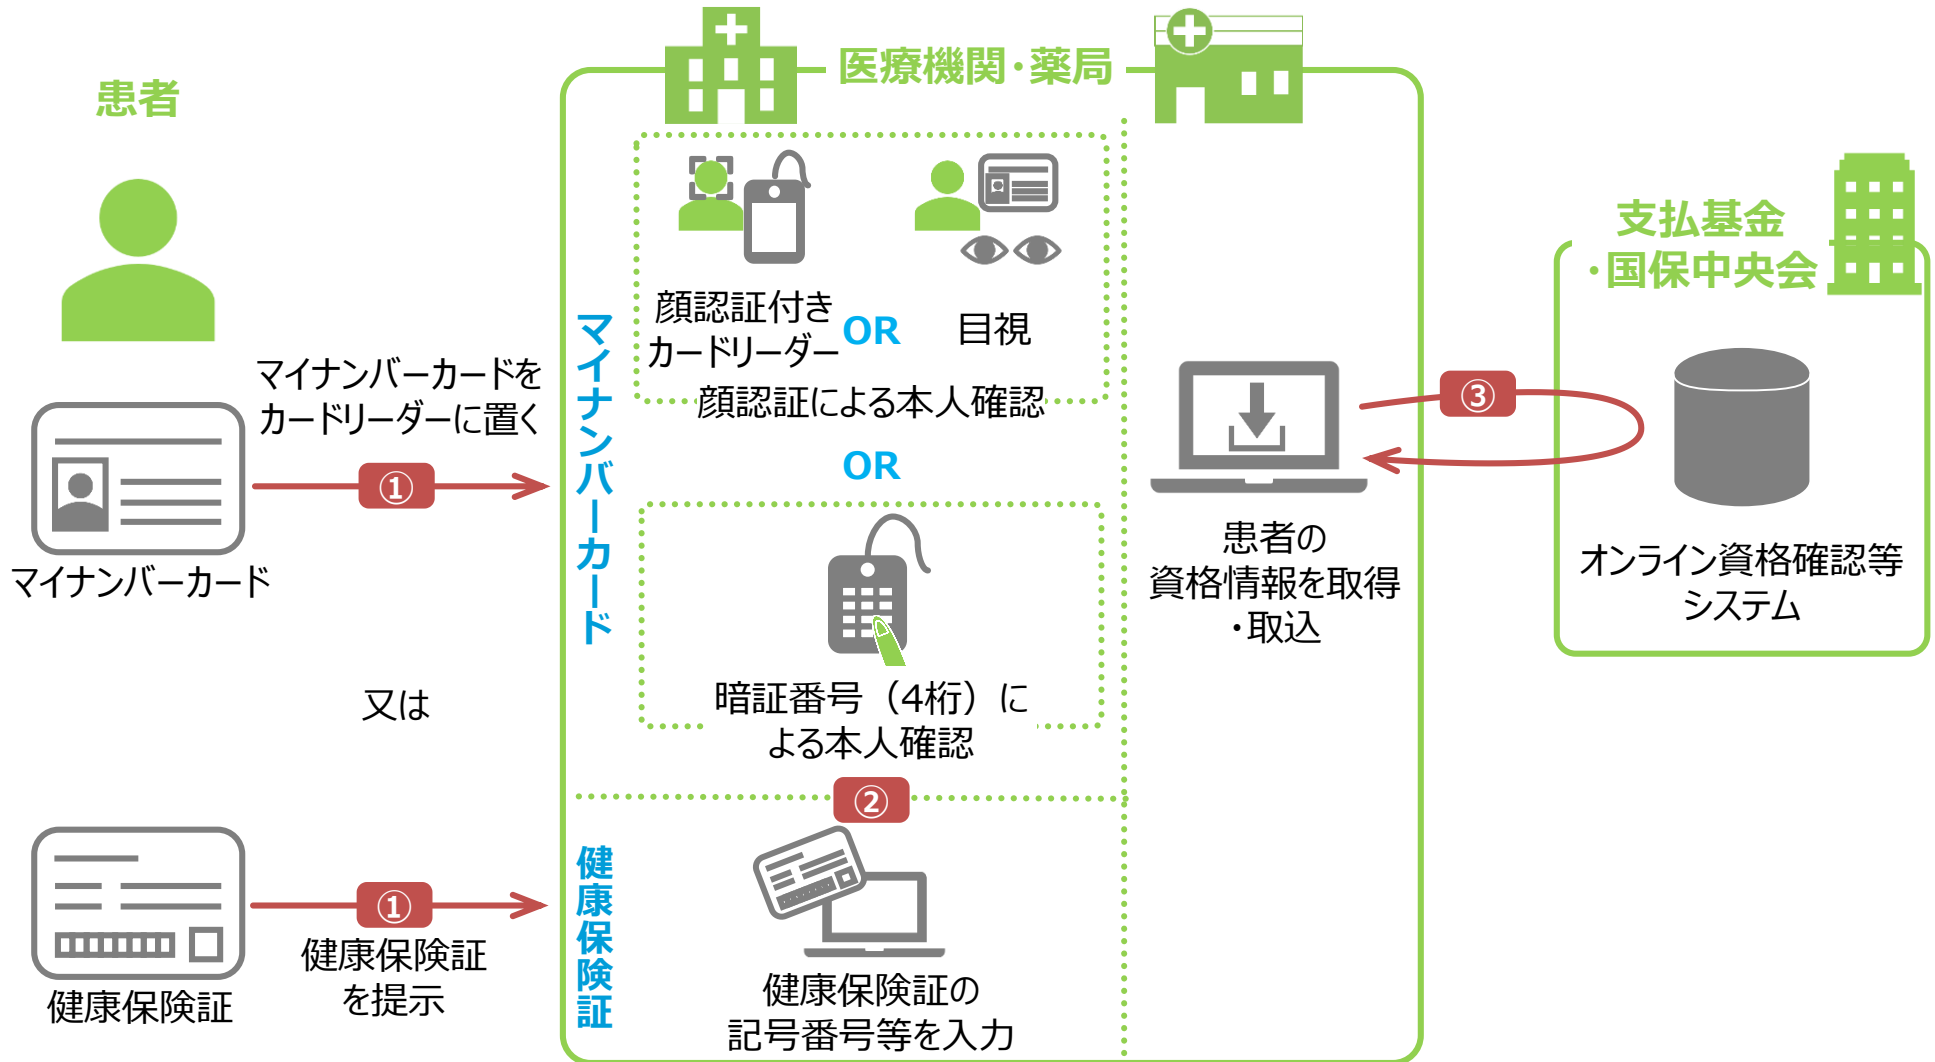 患者
マイナンバーカードを
カードリーダーに置く
①
マイナンバーカード
又は
①
健康保険証
を提示
健康保険証
医療機関・薬局
マイナンバーカード
顔認証付き
カードリーダー
OR
目視
顔認証による本人確認
OR
暗証番号（4桁）に
よる本人確認
②
健康保険証
健康保険証の
記号番号等を入力
患者の
資格情報を取得
・取込
③
支払基金
・国保中央会
オンライン資格確認等
システム